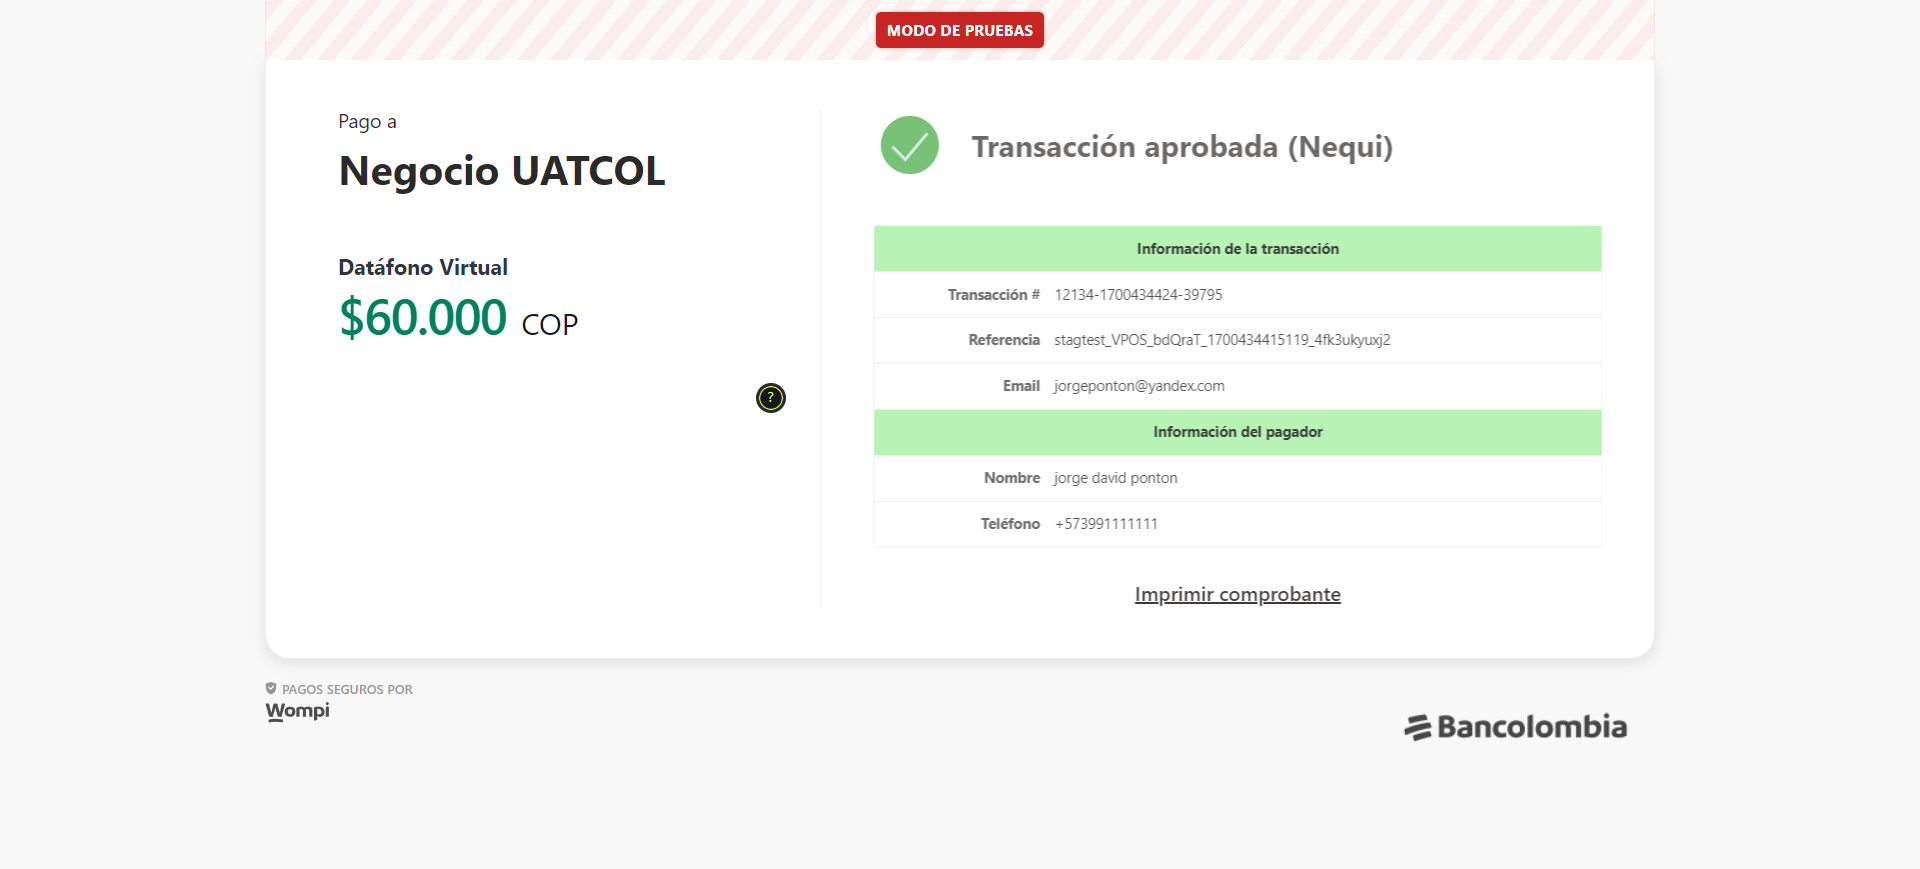 MODO DE PRUEBAS
Pago a
Negocio UATCOL
Datáfono Virtual
$60.000 COP
?
Transacción aprobada (Nequi)
Información de la transacción
Transacción # 12134-1700434424-39795
Referencia stagtest_VPOS_bdQraT_1700434415119_4fk3ukyuxj2
Email jorgeponton@yandex.com
Información del pagador
Nombre jorge david ponton
Teléfono +573991111111
Imprimir comprobante
PAGOS SEGUROS POR
Wompi
Bancolombia